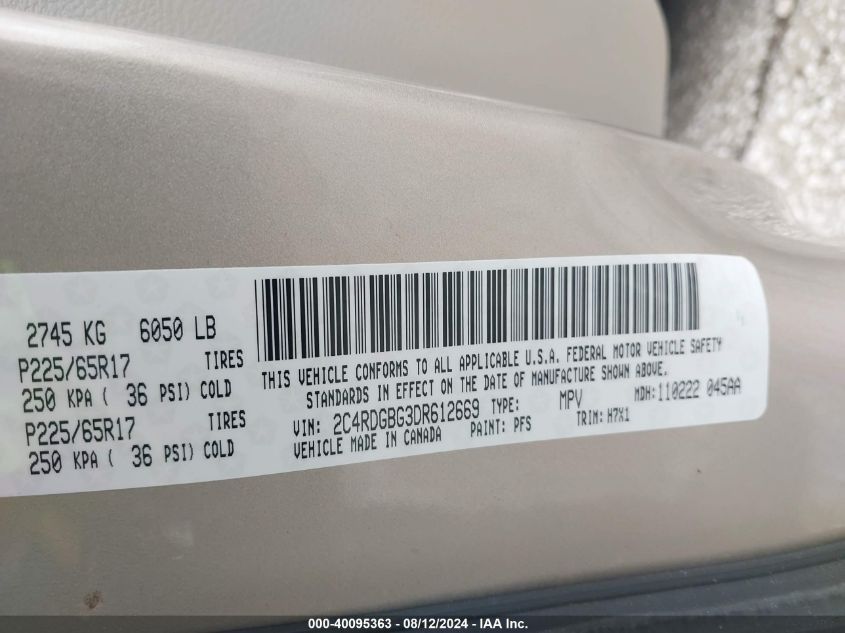 2745 KG 6050 LB
P225/65R17 TIRES
250 KPA ( 36 PSI) COLD
P225/65R17 TIRES
250 KPA ( 36 PSI) COLD
THIS VEHICLE CONFORMS TO ALL APPLICABLE U.S.A. FEDERAL MOTOR VEHICLE SAFETY
STANDARDS IN EFFECT ON THE DATE OF MANUFACTURE SHOWN ABOVE.
VIN: 2C4RDGBG3DR612669 TYPE: MPV MDH: 110222 045AA
VEHICLE MADE IN CANADA PAINT: PFS TRIM: H7X1
000-40095363 - 08/12/2024 - IAA Inc.